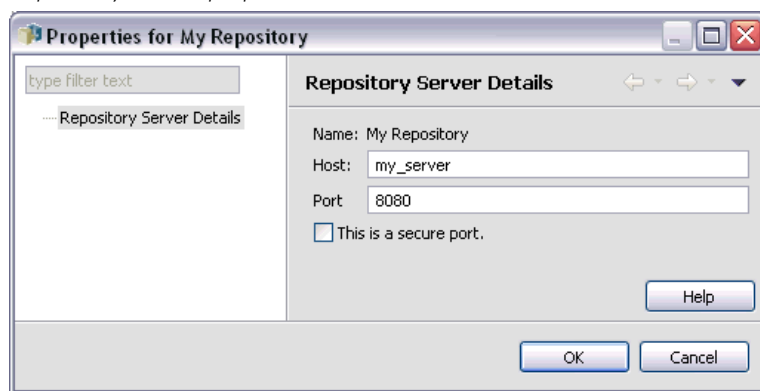 Properties for My Repository
type filter text
Repository Server Details
Repository Server Details
Name: My Repository
Host: my_server
Port 8080
This is a secure port.
Help
OK
Cancel